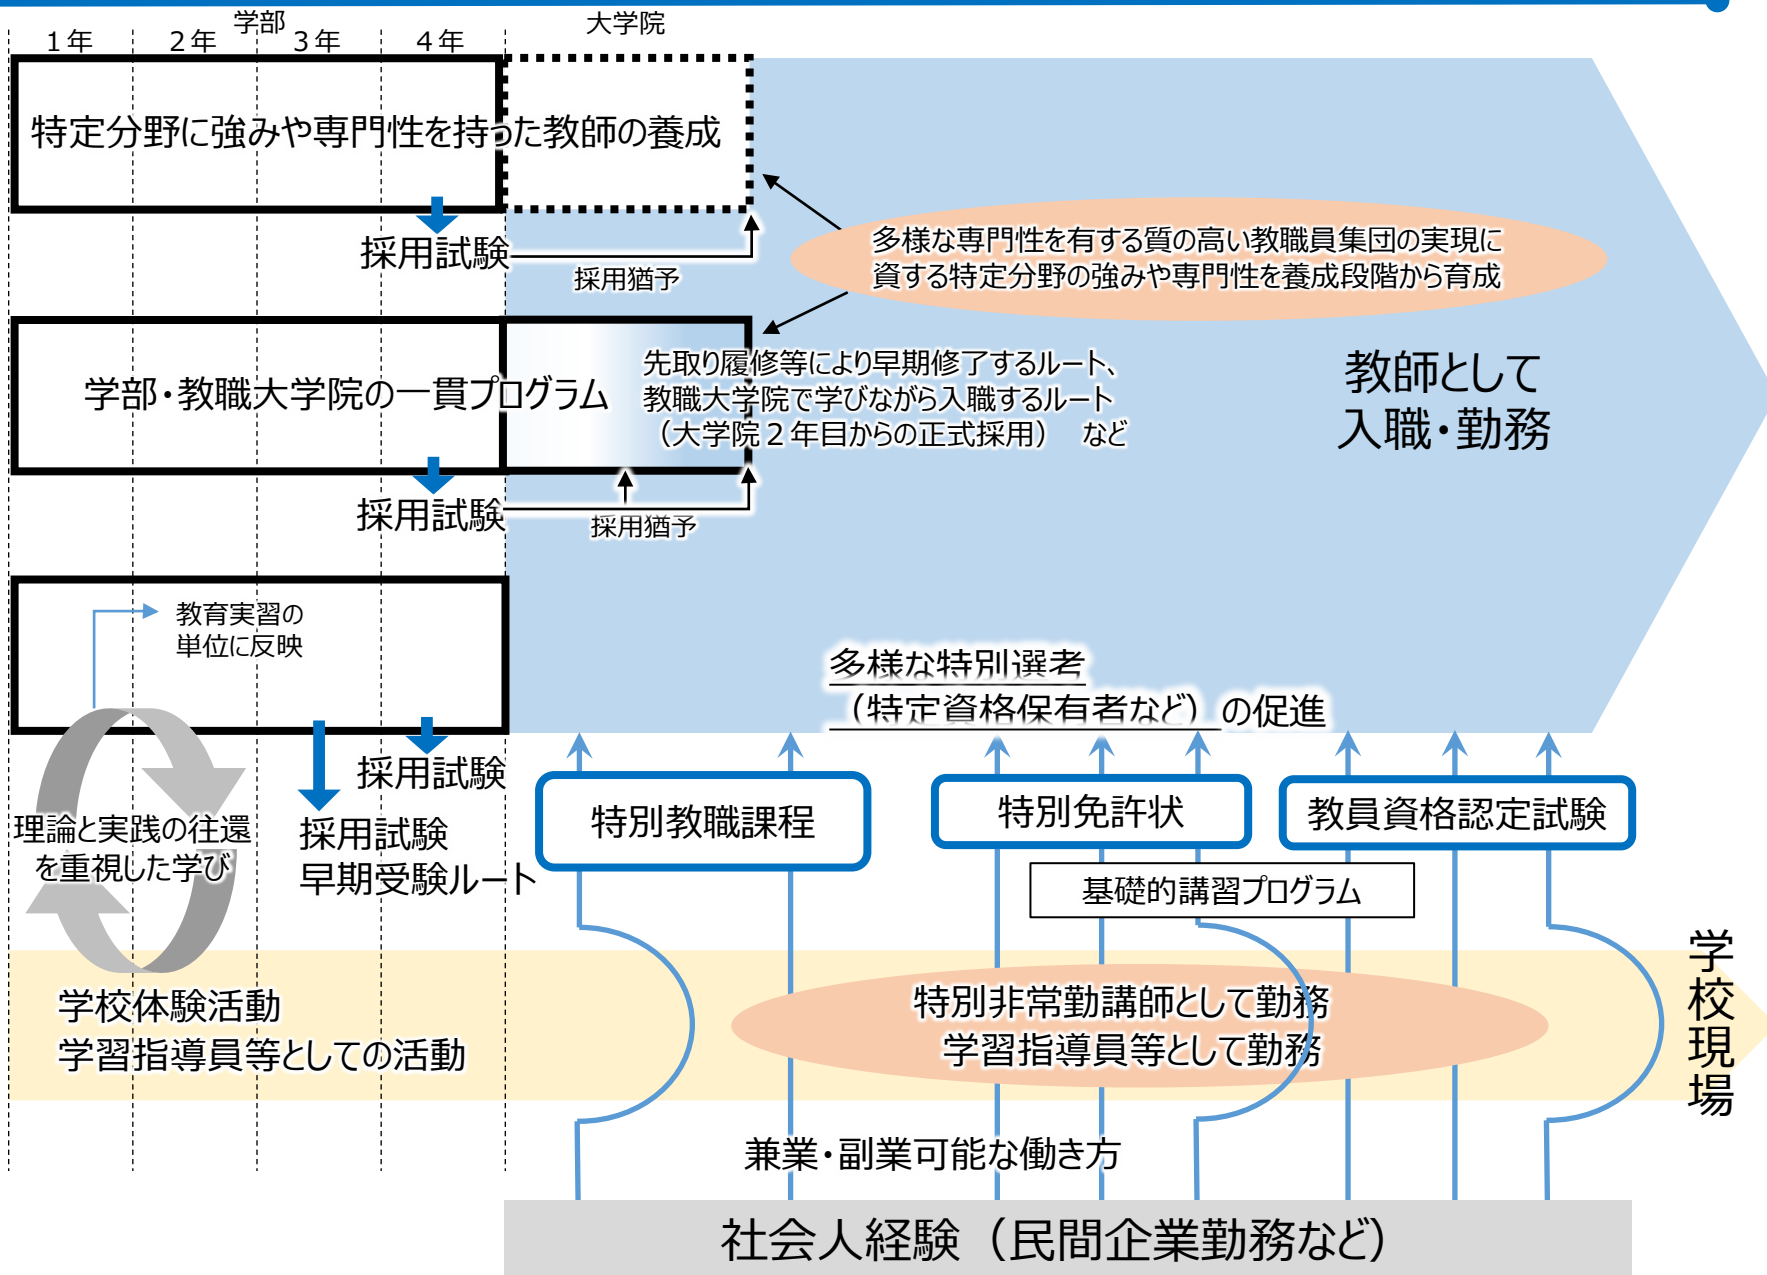 学部
大学院
１年
２年
３年
４年
特定分野に強みや専門性を持った教師の養成
採用試験
採用猶予
多様な専門性を有する質の高い教職員集団の実現に
資する特定分野の強みや専門性を養成段階から育成
学部・教職大学院の一貫プログラム
先取り履修等により早期修了するルート、
教職大学院で学びながら入職するルート
（大学院２年目からの正式採用）　など
教師として
入職・勤務
採用試験
採用猶予
教育実習の
単位に反映
多様な特別選考
（特定資格保有者など）の促進
採用試験
採用試験
早期受験ルート
理論と実践の往還
を重視した学び
特別教職課程
特別免許状
教員資格認定試験
基礎的講習プログラム
学校体験活動
学習指導員等としての活動
特別非常勤講師として勤務
学習指導員等として勤務
学校現場
兼業・副業可能な働き方
社会人経験（民間企業勤務など）